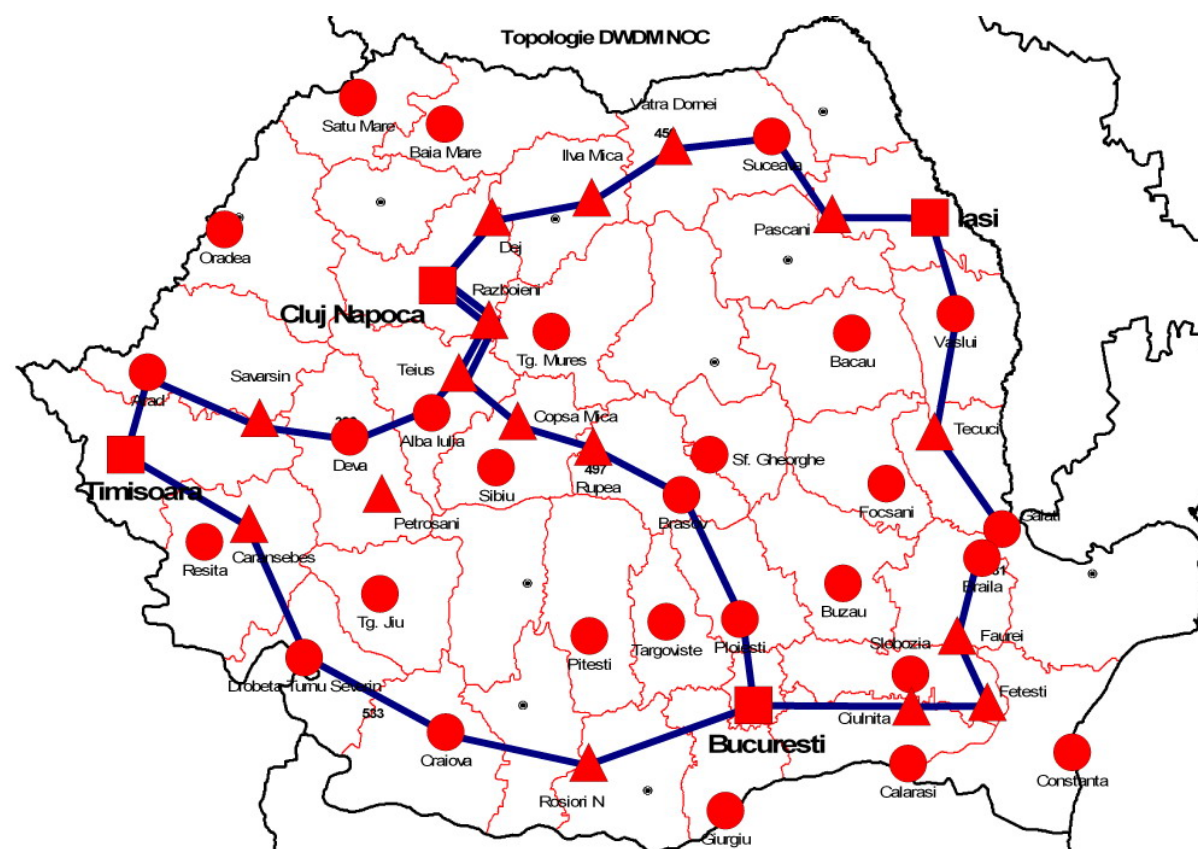 Topologie DWDM NOC
Vatra Dornei
Satu Mare
Baia Mare
Ilva Mica
Suceava
Pascani
Iasi
Oradea
Dej
Razboieni
Cluj Napoca
Tg. Mures
Bacau
Vaslui
Savarsin
Teius
Arad
Copsa Mica
Tecuci
Alba Iulia
Deva
Sf. Gheorghe
497
Rupea
Sibiu
Timisoara
Petrosani
Brasov
Focsani
Galati
Caransebes
Resita
Braila
Buzau
Tg. Jiu
Pitesti
Targoviste
Ploiesti
Slobozia
Faurei
Drobeta Turnu Severin
Fetesti
533
Ciulnita
Bucuresti
Craiova
Constanta
Calarasi
Rosiori N
Giurgiu